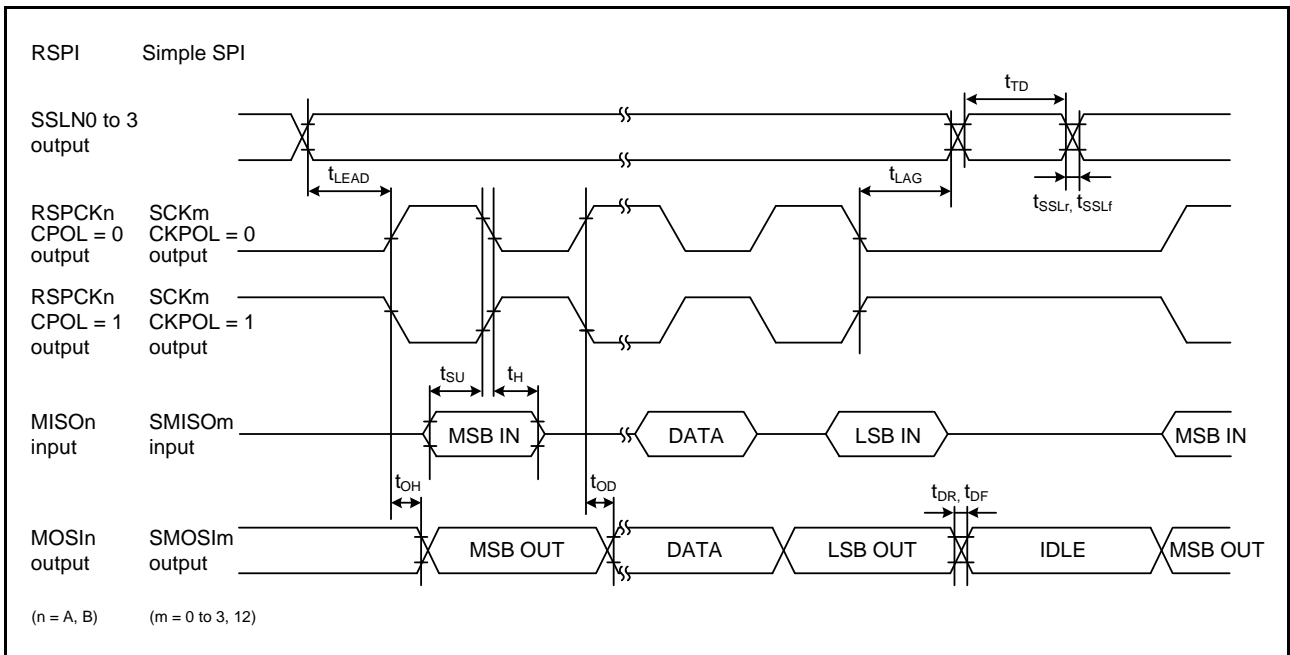 RSPI Simple SPI
tTD
SSLN0 to 3
output
tLEAD
tLAG
tSSLr, tSSLf
RSPCKn SCKm
CPOL = 0 CKPOL = 0
output output
RSPCKn SCKm
CPOL = 1 CKPOL = 1
output output
tSU tH
MISOn SMISOm
input input
MSB IN DATA LSB IN MSB IN
tOH tOD tDR, tDF
MOSIn SMOSIm
output output
MSB OUT DATA LSB OUT IDLE MSB OUT
(n = A, B) (m = 0 to 3, 12)